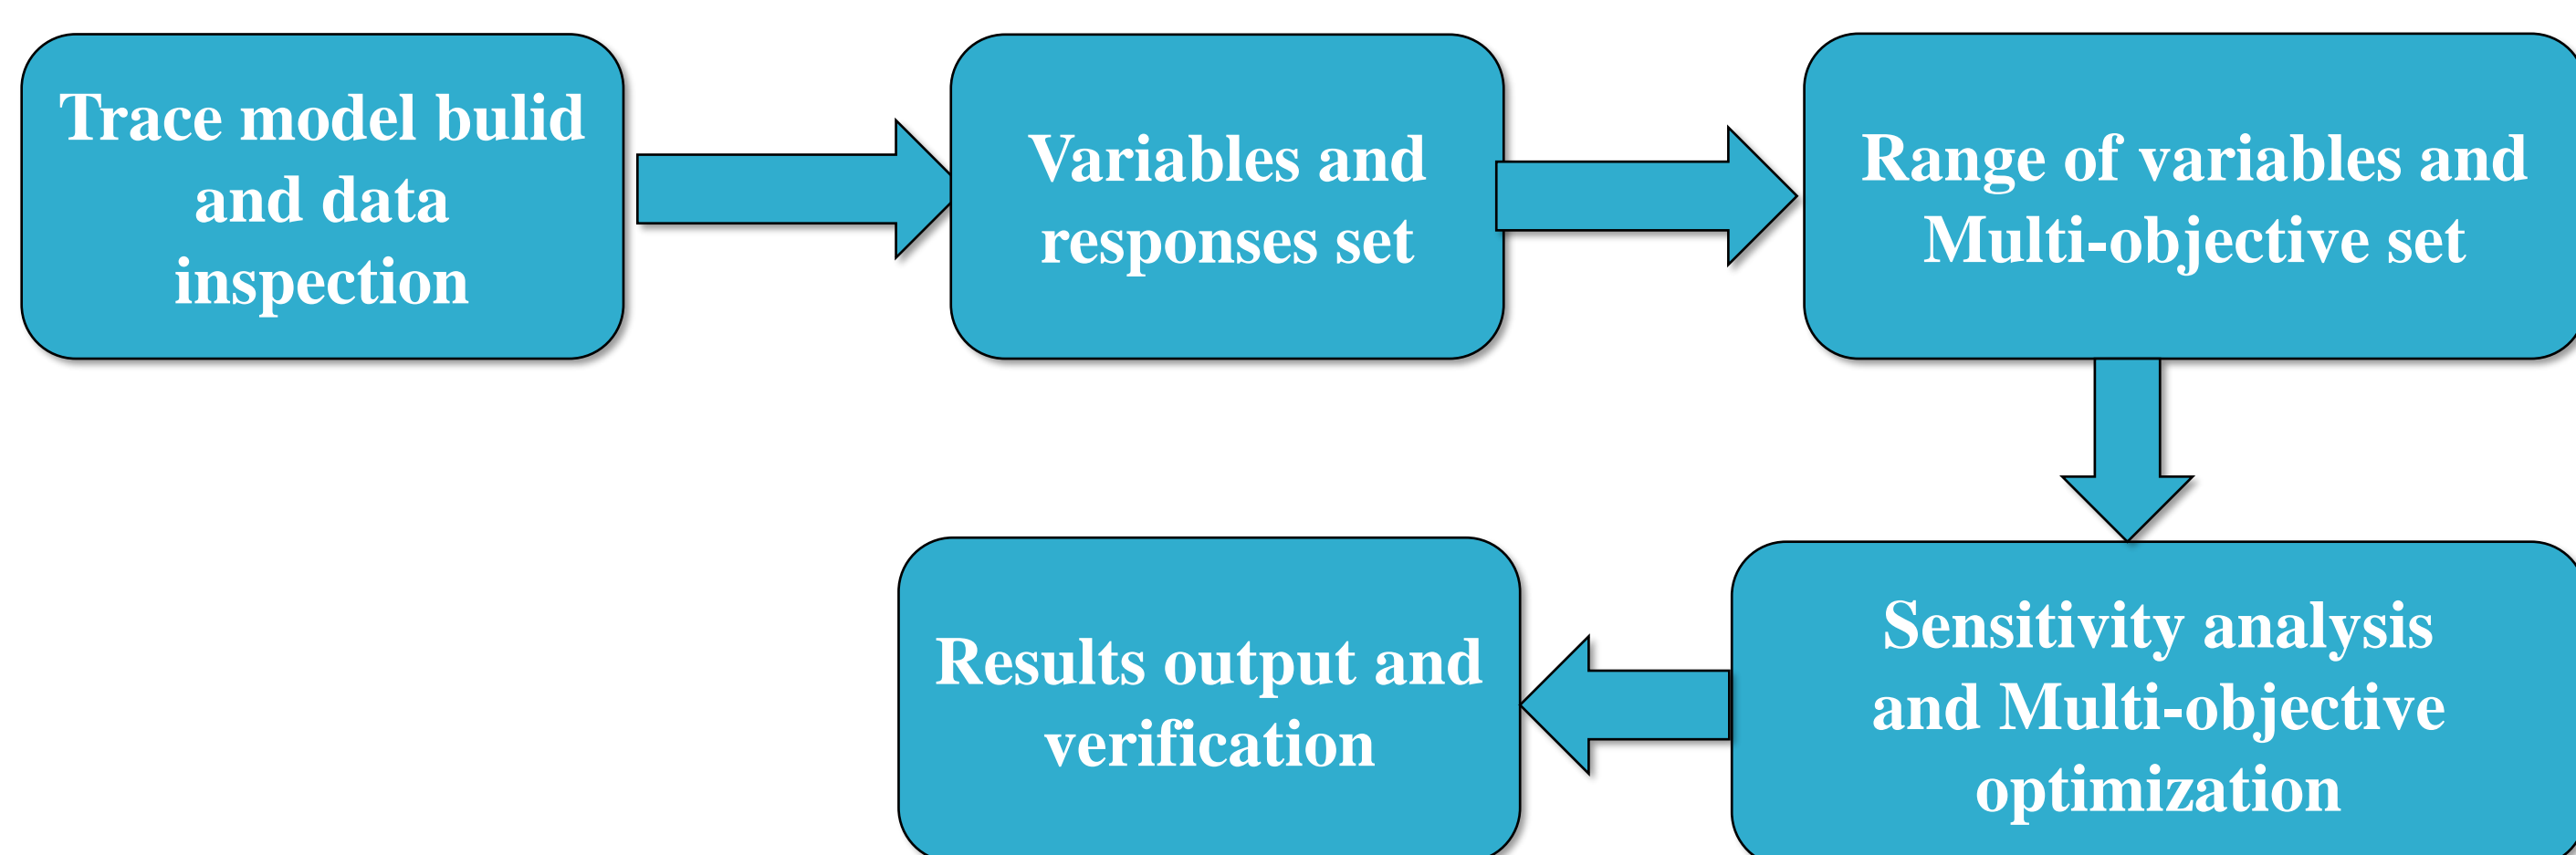 Trace model bulid
and data
inspection
Variables and
responses set
Range of variables and
Multi-objective set
Sensitivity analysis
and Multi-objective
optimization
Results output and
verification